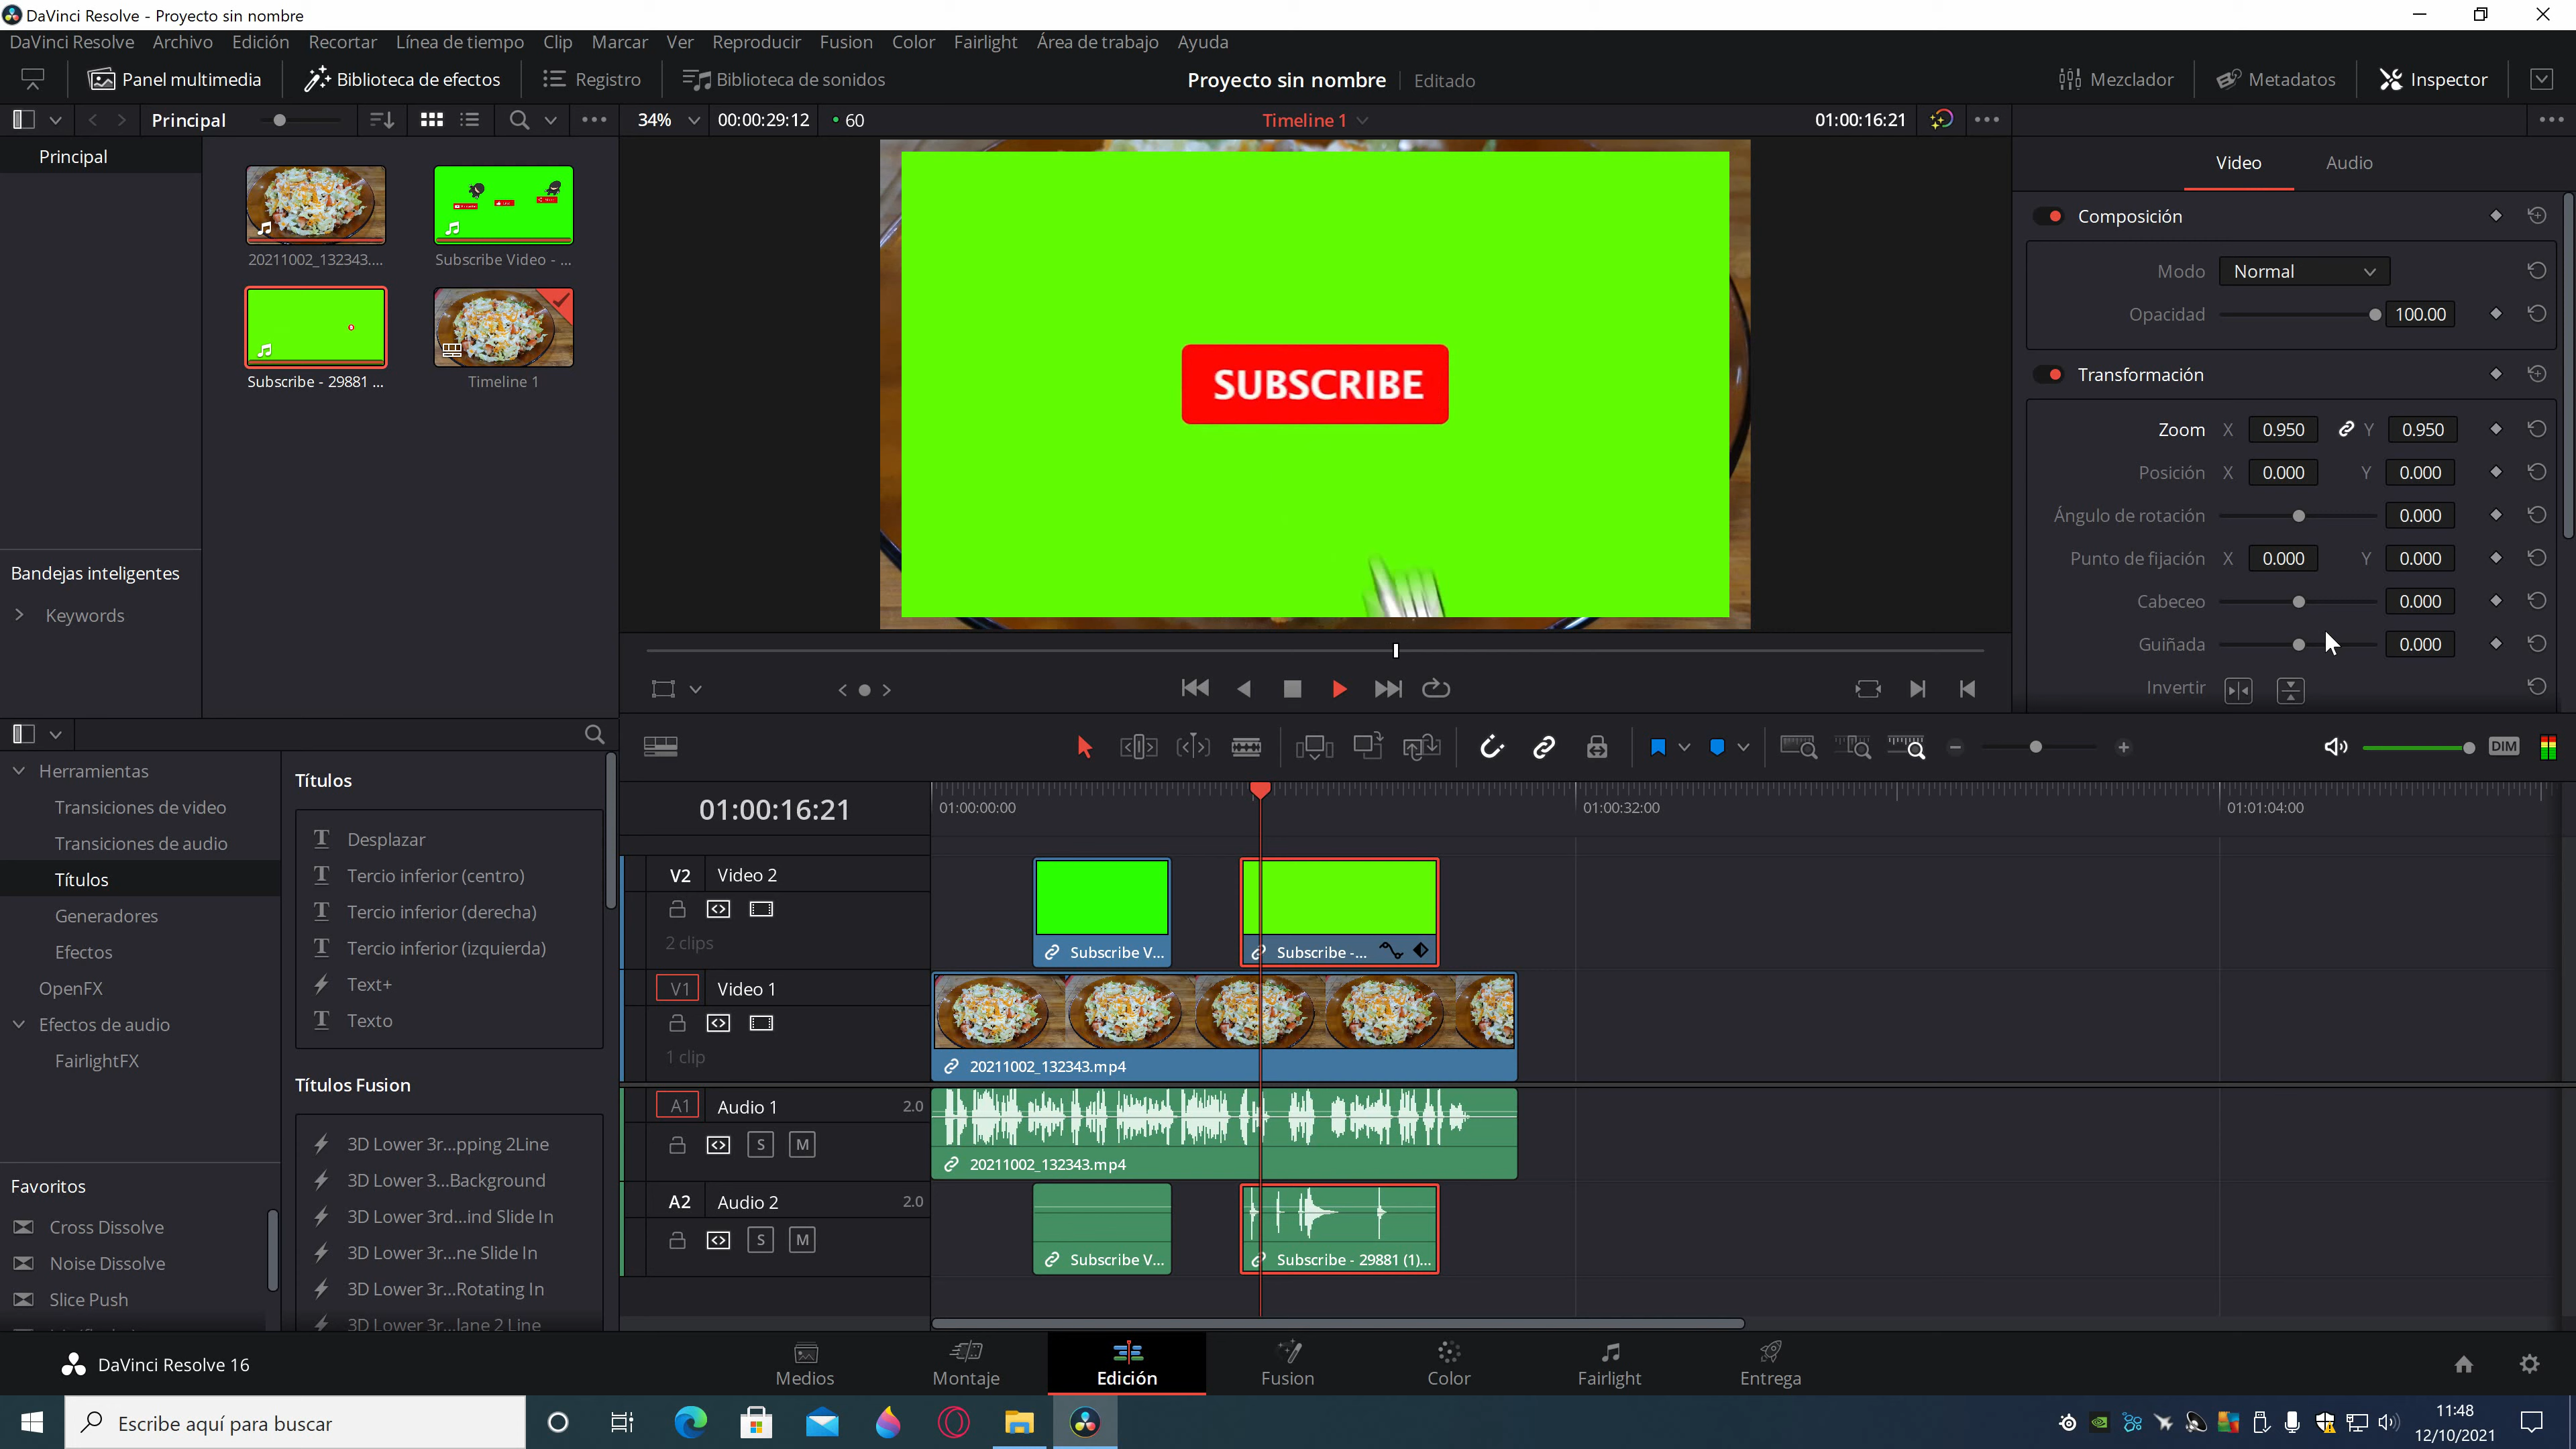 DaVinci Resolve - Proyecto sin nombre
DaVinci Resolve Archivo Edición Recortar Línea de tiempo Clip Marcar Ver Reproducir Fusion Color Fairlight Área de trabajo Ayuda
Panel multimedia Biblioteca de efectos Registro Biblioteca de sonidos Proyecto sin nombre Editado Mezclador Metadatos Inspector
Principal 34% 00:00:29:12 60 Timeline 1 01:00:16:21
Principal
20211002_132343.... Subscribe Video - ...
Subscribe - 29881 ... Timeline 1
Bandejas inteligentes
Keywords
SUBSCRIBE
Video Audio
Composición
Modo Normal
Opacidad 100.00
Transformación
Zoom X 0.950 Y 0.950
Posición X 0.000 Y 0.000
Ángulo de rotación 0.000
Punto de fijación X 0.000 Y 0.000
Cabeceo 0.000
Guiñada 0.000
Invertir
DIM
Herramientas
Transiciones de video
Transiciones de audio
Títulos
Generadores
Efectos
OpenFX
Efectos de audio
FairlightFX
Favoritos
Cross Dissolve
Noise Dissolve
Slice Push
Títulos
Desplazar
Tercio inferior (centro)
Tercio inferior (derecha)
Tercio inferior (izquierda)
Text+
Texto
Títulos Fusion
3D Lower 3r...pping 2Line
3D Lower 3...Background
3D Lower 3rd...ind Slide In
3D Lower 3r...ne Slide In
3D Lower 3r...Rotating In
3D Lower 3r...lane 2 Line
01:00:16:21 01:00:00:00 01:00:32:00 01:01:04:00
V2 Video 2
2 clips
Subscribe V... Subscribe -...
V1 Video 1
1 clip
20211002_132343.mp4
A1 Audio 1 2.0
S M
20211002_132343.mp4
A2 Audio 2 2.0
S M
Subscribe V... Subscribe - 29881 (1)...
DaVinci Resolve 16
Medios Montaje Edición Fusion Color Fairlight Entrega
Escribe aquí para buscar
11:48
12/10/2021